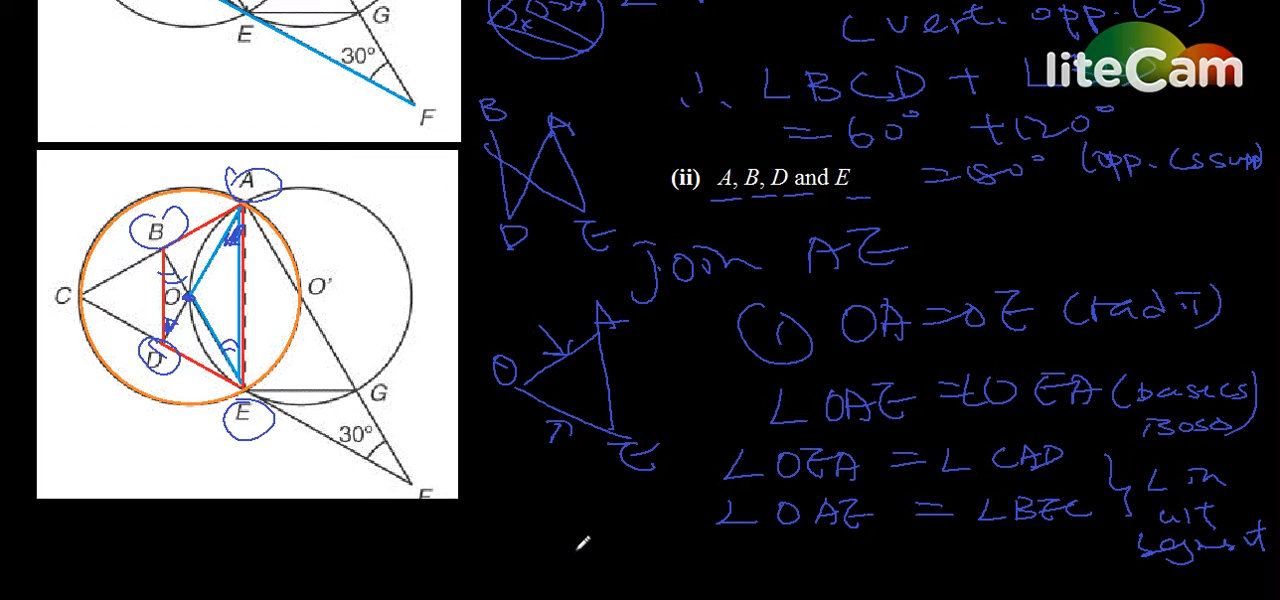 E
G
30°
F
A
B
C
O
O'
D
E
G
30°
F
B
A
D
E
O
A
E
(vert. opp. ∠s)
liteCam
∴ ∠BCD +
= 60° + 120°
= 180° (opp. ∠s supp)
(ii) A, B, D and E
Join AE
① OA = OE (radii)
∠OAE = ∠OEA (base ∠s
isos Δ)
∠OEA = ∠CAD
∠OAE = ∠BEC
∠ in
alt
segment